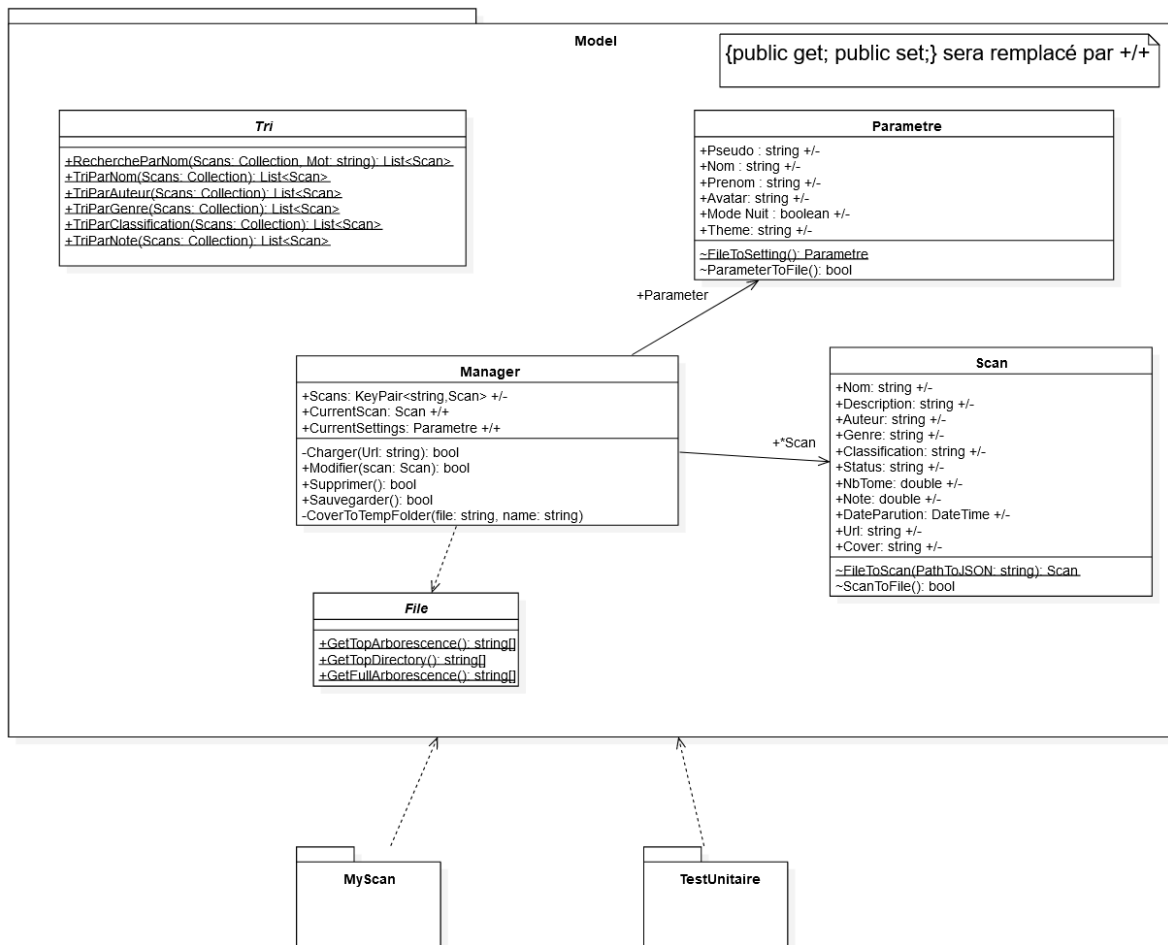 Model
{public get; public set;} sera remplacé par +/+
Tri
+RechercheParNom(Scans: Collection, Mot: string): List<Scan>
+TriParNom(Scans: Collection): List<Scan>
+TriParAuteur(Scans: Collection): List<Scan>
+TriParGenre(Scans: Collection): List<Scan>
+TriParClassification(Scans: Collection): List<Scan>
+TriParNote(Scans: Collection): List<Scan>
Parametre
+Pseudo : string +/-
+Nom : string +/-
+Prenom : string +/-
+Avatar: string +/-
+Mode Nuit : boolean +/-
+Theme: string +/-
~FileToSetting(): Parametre
~ParameterToFile(): bool
+Parameter
Manager
+Scans: KeyPair<string,Scan> +/-
+CurrentScan: Scan +/+
+CurrentSettings: Parametre +/+
-Charger(Url: string): bool
+Modifier(scan: Scan): bool
+Supprimer(): bool
+Sauvegarder(): bool
-CoverToTempFolder(file: string, name: string)
+*Scan
Scan
+Nom: string +/-
+Description: string +/-
+Auteur: string +/-
+Genre: string +/-
+Classification: string +/-
+Status: string +/-
+NbTome: double +/-
+Note: double +/-
+DateParution: DateTime +/-
+Url: string +/-
+Cover: string +/-
~FileToScan(PathToJSON: string): Scan
~ScanToFile(): bool
File
+GetTopArborescence(): string[]
+GetTopDirectory(): string[]
+GetFullArborescence(): string[]
MyScan
TestUnitaire